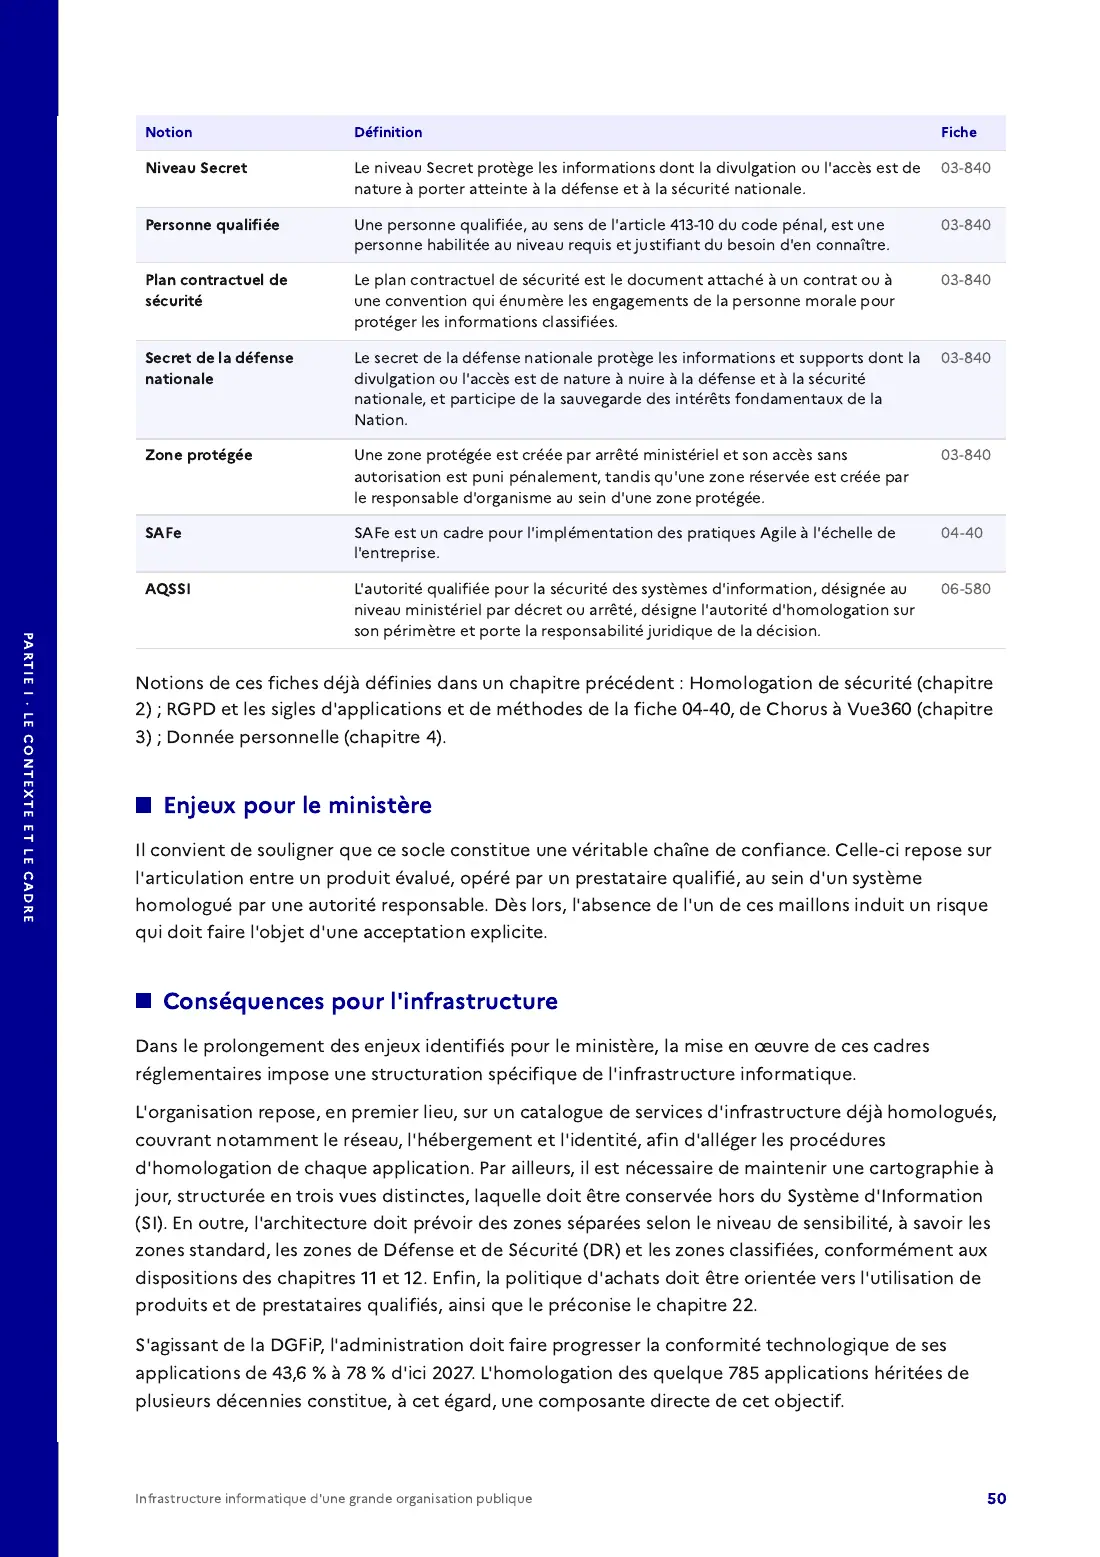 Notion Définition Fiche
Niveau Secret Le niveau Secret protège les informations dont la divulgation ou l'accès est de 03-840
nature à porter atteinte à la défense et à la sécurité nationale.
Personne qualifiée Une personne qualifiée, au sens de l'article 413-10 du code pénal, est une 03-840
personne habilitée au niveau requis et justifiant du besoin d'en connaître.
Plan contractuel de Le plan contractuel de sécurité est le document attaché à un contrat ou à 03-840
sécurité une convention qui énumère les engagements de la personne morale pour
protéger les informations classifiées.
Secret de la défense Le secret de la défense nationale protège les informations et supports dont la 03-840
nationale divulgation ou l'accès est de nature à nuire à la défense et à la sécurité
nationale, et participe de la sauvegarde des intérêts fondamentaux de la
Nation.
Zone protégée Une zone protégée est créée par arrêté ministériel et son accès sans 03-840
autorisation est puni pénalement, tandis qu'une zone réservée est créée par
le responsable d'organisme au sein d'une zone protégée.
SAFe SAFe est un cadre pour l'implémentation des pratiques Agile à l'échelle de 04-40
l'entreprise.
AQSSI L'autorité qualifiée pour la sécurité des systèmes d'information, désignée au 06-580
niveau ministériel par décret ou arrêté, désigne l'autorité d'homologation sur
son périmètre et porte la responsabilité juridique de la décision.
Notions de ces fiches déjà définies dans un chapitre précédent : Homologation de sécurité (chapitre
2) ; RGPD et les sigles d'applications et de méthodes de la fiche 04-40, de Chorus à Vue360 (chapitre
3) ; Donnée personnelle (chapitre 4).
Enjeux pour le ministère
Il convient de souligner que ce socle constitue une véritable chaîne de confiance. Celle-ci repose sur
l'articulation entre un produit évalué, opéré par un prestataire qualifié, au sein d'un système
homologué par une autorité responsable. Dès lors, l'absence de l'un de ces maillons induit un risque
qui doit faire l'objet d'une acceptation explicite.
Conséquences pour l'infrastructure
Dans le prolongement des enjeux identifiés pour le ministère, la mise en œuvre de ces cadres
réglementaires impose une structuration spécifique de l'infrastructure informatique.
L'organisation repose, en premier lieu, sur un catalogue de services d'infrastructure déjà homologués,
couvrant notamment le réseau, l'hébergement et l'identité, afin d'alléger les procédures
d'homologation de chaque application. Par ailleurs, il est nécessaire de maintenir une cartographie à
jour, structurée en trois vues distinctes, laquelle doit être conservée hors du Système d'Information
(SI). En outre, l'architecture doit prévoir des zones séparées selon le niveau de sensibilité, à savoir les
zones standard, les zones de Défense et de Sécurité (DR) et les zones classifiées, conformément aux
dispositions des chapitres 11 et 12. Enfin, la politique d'achats doit être orientée vers l'utilisation de
produits et de prestataires qualifiés, ainsi que le préconise le chapitre 22.
S'agissant de la DGFiP, l'administration doit faire progresser la conformité technologique de ses
applications de 43,6 % à 78 % d'ici 2027. L'homologation des quelque 785 applications héritées de
plusieurs décennies constitue, à cet égard, une composante directe de cet objectif.
PARTIE I · LE CONTEXTE ET LE CADRE
Infrastructure informatique d'une grande organisation publique 50